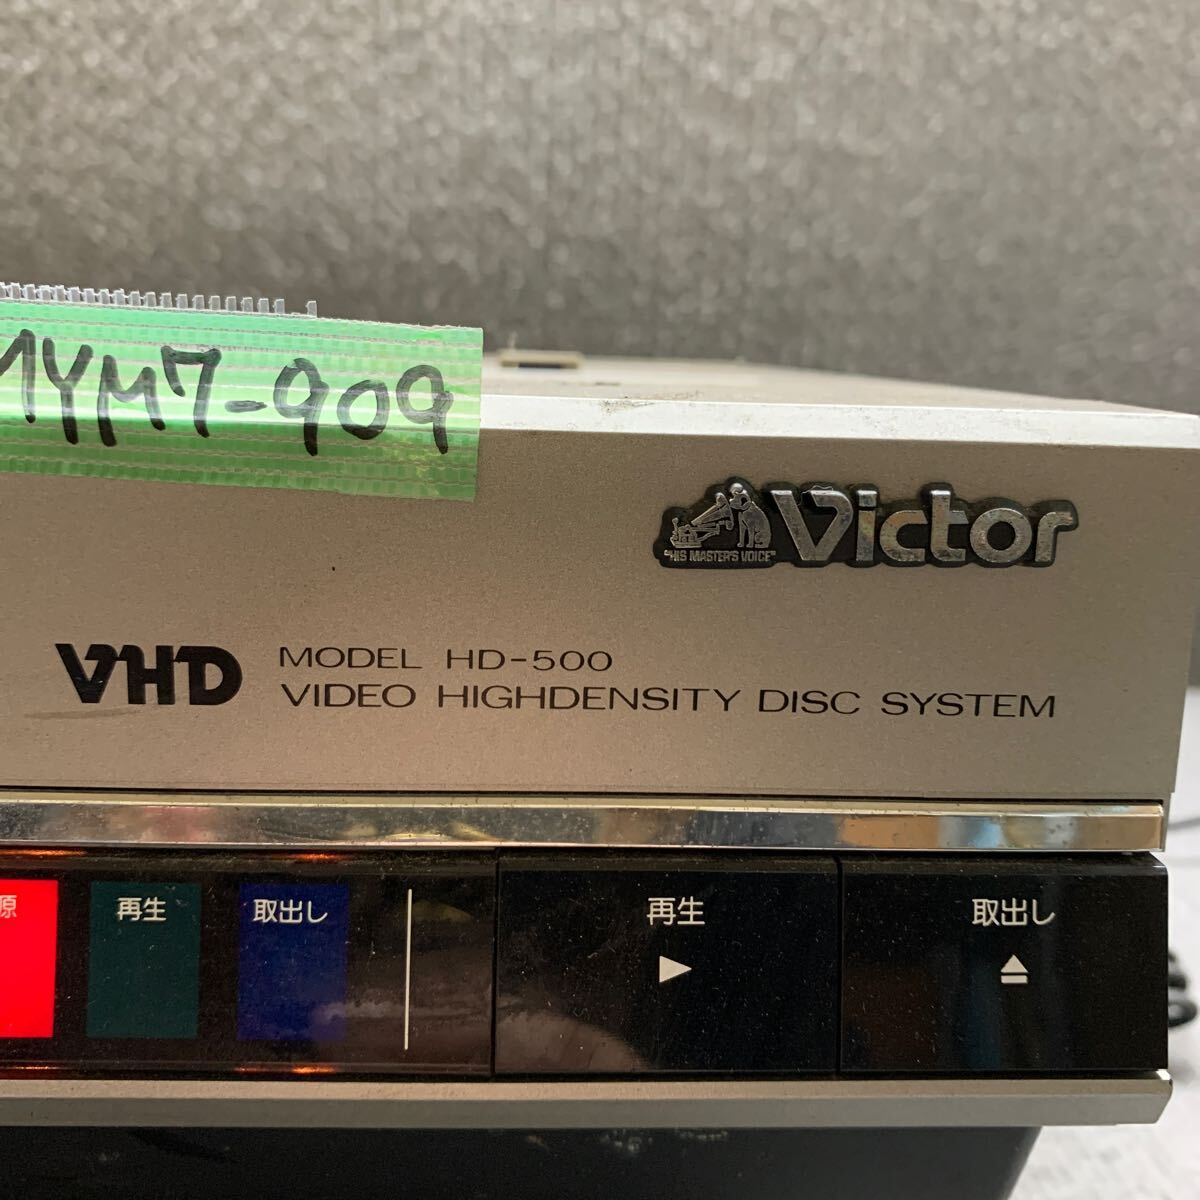 MYM7-909
"HIS MASTER'S VOICE"
Victor
VHD
MODEL HD-500
VIDEO HIGHDENSITY DISC SYSTEM
原
再生
取出し
再生
取出し